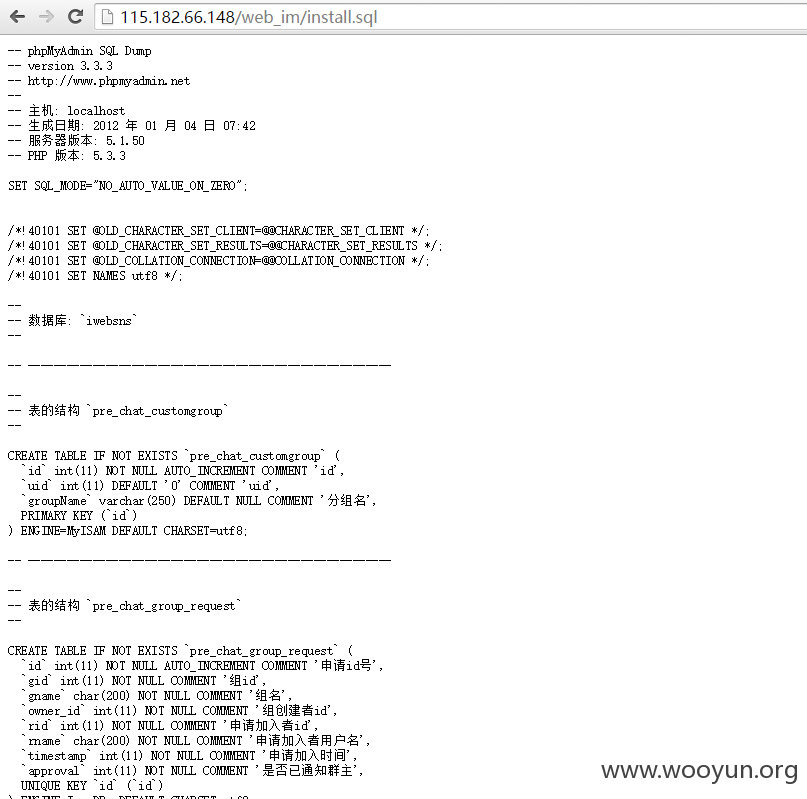 115.182.66.148/web_im/install.sql
-- phpMyAdmin SQL Dump
-- version 3.3.3
-- http://www.phpmyadmin.net
--
-- 主机: localhost
-- 生成日期: 2012 年 01 月 04 日 07:42
-- 服务器版本: 5.1.50
-- PHP 版本: 5.3.3
SET SQL_MODE="NO_AUTO_VALUE_ON_ZERO";
/*!40101 SET @OLD_CHARACTER_SET_CLIENT=@@CHARACTER_SET_CLIENT */;
/*!40101 SET @OLD_CHARACTER_SET_RESULTS=@@CHARACTER_SET_RESULTS */;
/*!40101 SET @OLD_COLLATION_CONNECTION=@@COLLATION_CONNECTION */;
/*!40101 SET NAMES utf8 */;
--
-- 数据库: `iwebsns`
--
-- --------------------------------------------------------
--
-- 表的结构 `pre_chat_customgroup`
--
CREATE TABLE IF NOT EXISTS `pre_chat_customgroup` (
`id` int(11) NOT NULL AUTO_INCREMENT COMMENT 'id',
`uid` int(11) DEFAULT '0' COMMENT 'uid',
`groupName` varchar(250) DEFAULT NULL COMMENT '分组名',
PRIMARY KEY (`id`)
) ENGINE=MyISAM DEFAULT CHARSET=utf8;
-- --------------------------------------------------------
--
-- 表的结构 `pre_chat_group_request`
--
CREATE TABLE IF NOT EXISTS `pre_chat_group_request` (
`id` int(11) NOT NULL AUTO_INCREMENT COMMENT '申请id号',
`gid` int(11) NOT NULL COMMENT '组id',
`gname` char(200) NOT NULL COMMENT '组名',
`owner_id` int(11) NOT NULL COMMENT '组创建者id',
`rid` int(11) NOT NULL COMMENT '申请加入者id',
`rname` char(200) NOT NULL COMMENT '申请加入者用户名',
`timestamp` int(11) NOT NULL COMMENT '申请加入时间',
`approval` int(11) NOT NULL COMMENT '是否已通知群主',
UNIQUE KEY `id` (`id`)
www.wooyun.org